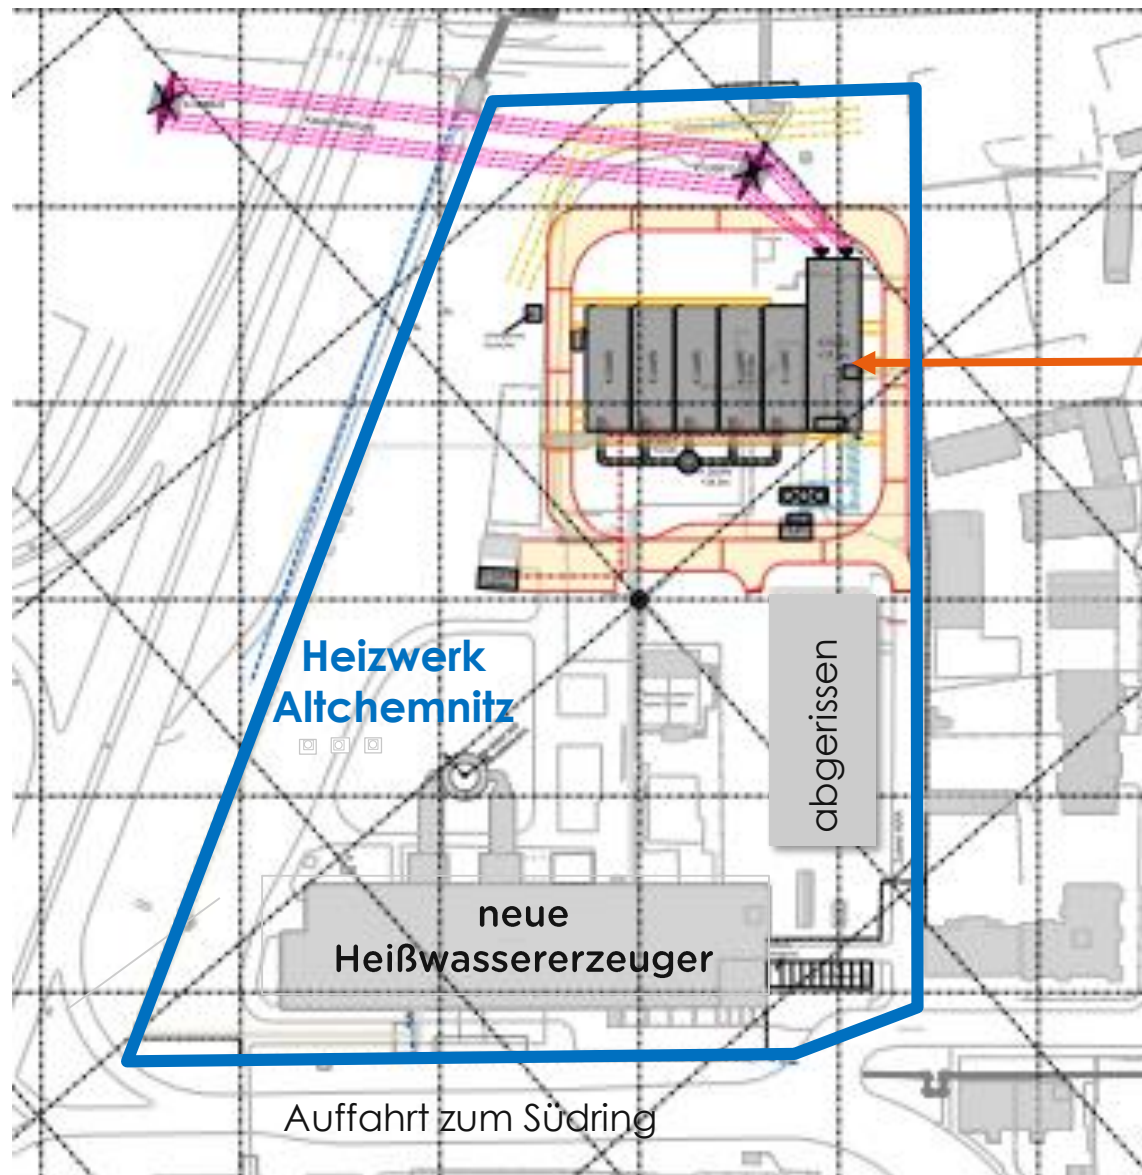 Heizwerk
Altchemnitz
abgerissen
neue
Heißwassererzeuger
Auffahrt zum Südring